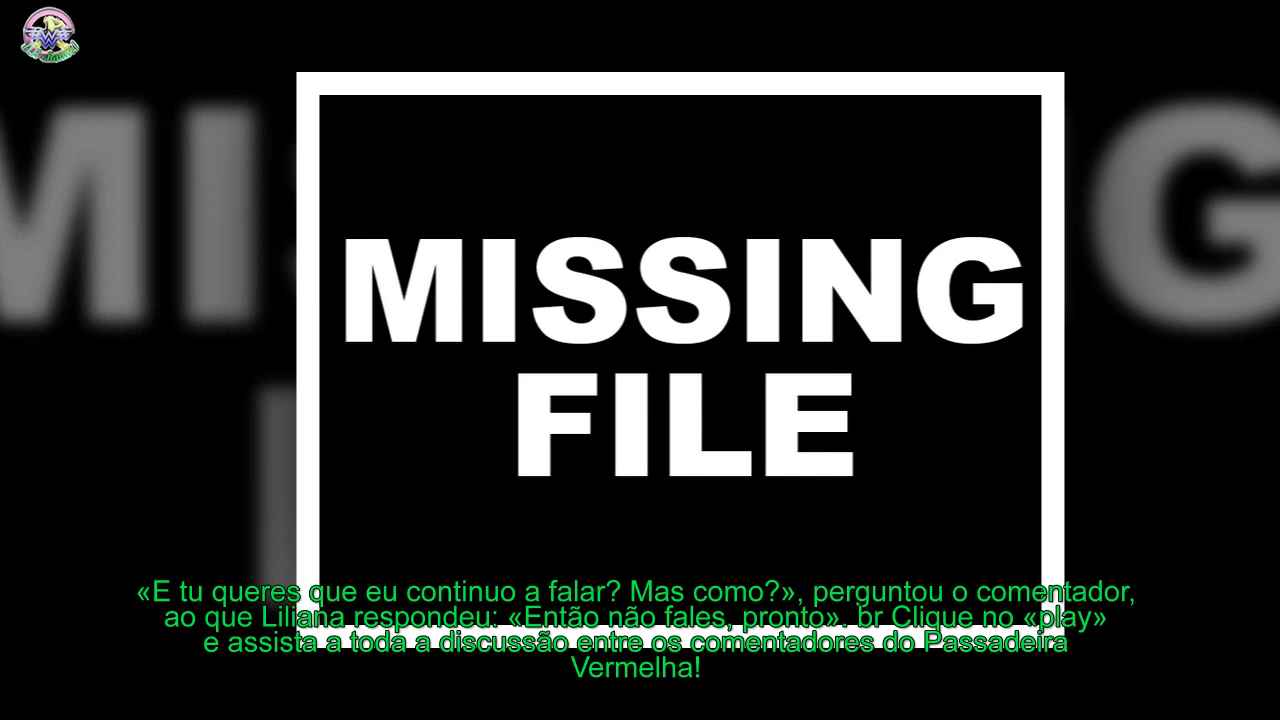 MISSING
FILE
«E tu queres que eu continuo a falar? Mas como?», perguntou o comentador,
ao que Liliana respondeu: «Então não fales, pronto». br Clique no «play»
e assista a toda a discussão entre os comentadores do Passadeira
Vermelha!